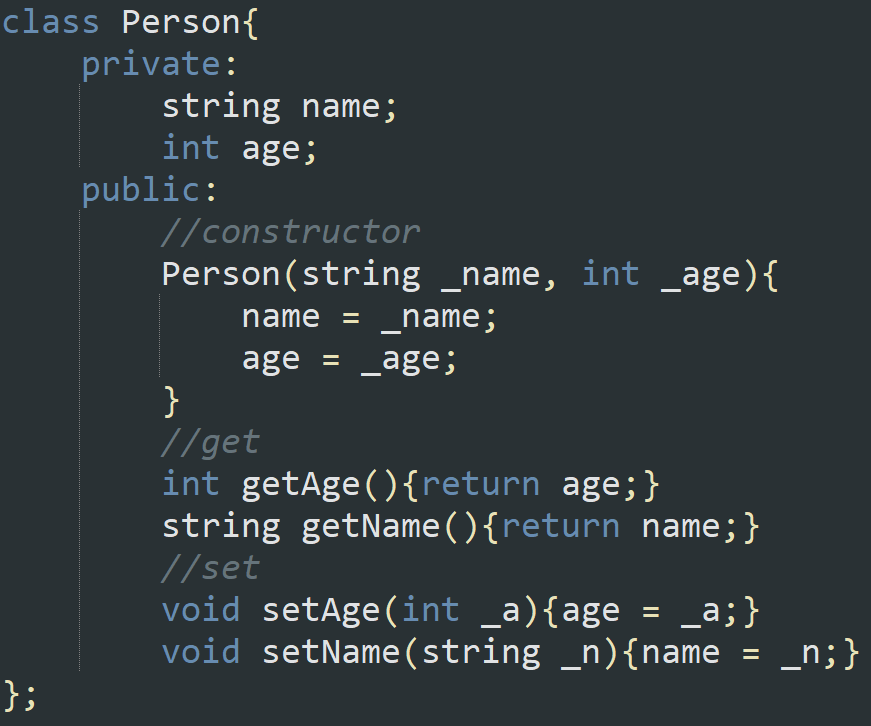 class Person{
    private:
        string name;
        int age;
    public:
        //constructor
        Person(string _name, int _age){
            name = _name;
            age = _age;
        }
        //get
        int getAge(){return age;}
        string getName(){return name;}
        //set
        void setAge(int _a){age = _a;}
        void setName(string _n){name = _n;}
};